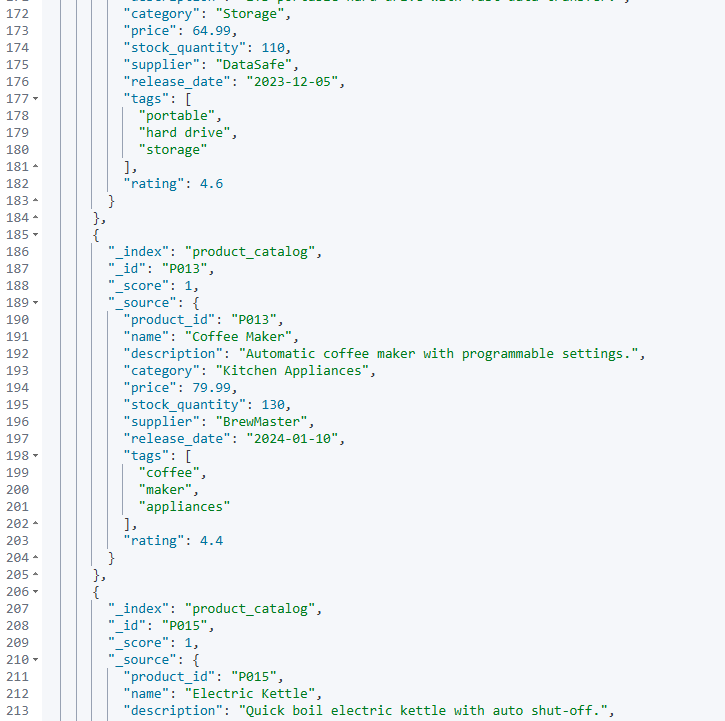 172 "category": "Storage",
173 "price": 64.99,
174 "stock_quantity": 110,
175 "supplier": "DataSafe",
176 "release_date": "2023-12-05",
177 "tags": [
178 "portable",
179 "hard drive",
180 "storage"
181 ],
182 "rating": 4.6
183 }
184 },
185 {
186 "_index": "product_catalog",
187 "_id": "P013",
188 "_score": 1,
189 "_source": {
190 "product_id": "P013",
191 "name": "Coffee Maker",
192 "description": "Automatic coffee maker with programmable settings.",
193 "category": "Kitchen Appliances",
194 "price": 79.99,
195 "stock_quantity": 130,
196 "supplier": "BrewMaster",
197 "release_date": "2024-01-10",
198 "tags": [
199 "coffee",
200 "maker",
201 "appliances"
202 ],
203 "rating": 4.4
204 }
205 },
206 {
207 "_index": "product_catalog",
208 "_id": "P015",
209 "_score": 1,
210 "_source": {
211 "product_id": "P015",
212 "name": "Electric Kettle",
213 "description": "Quick boil electric kettle with auto shut-off.",